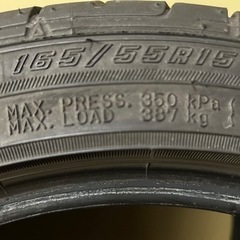 165/55R15
MAX. PRESS. 350 kPa
MAX. LOAD 387 kg